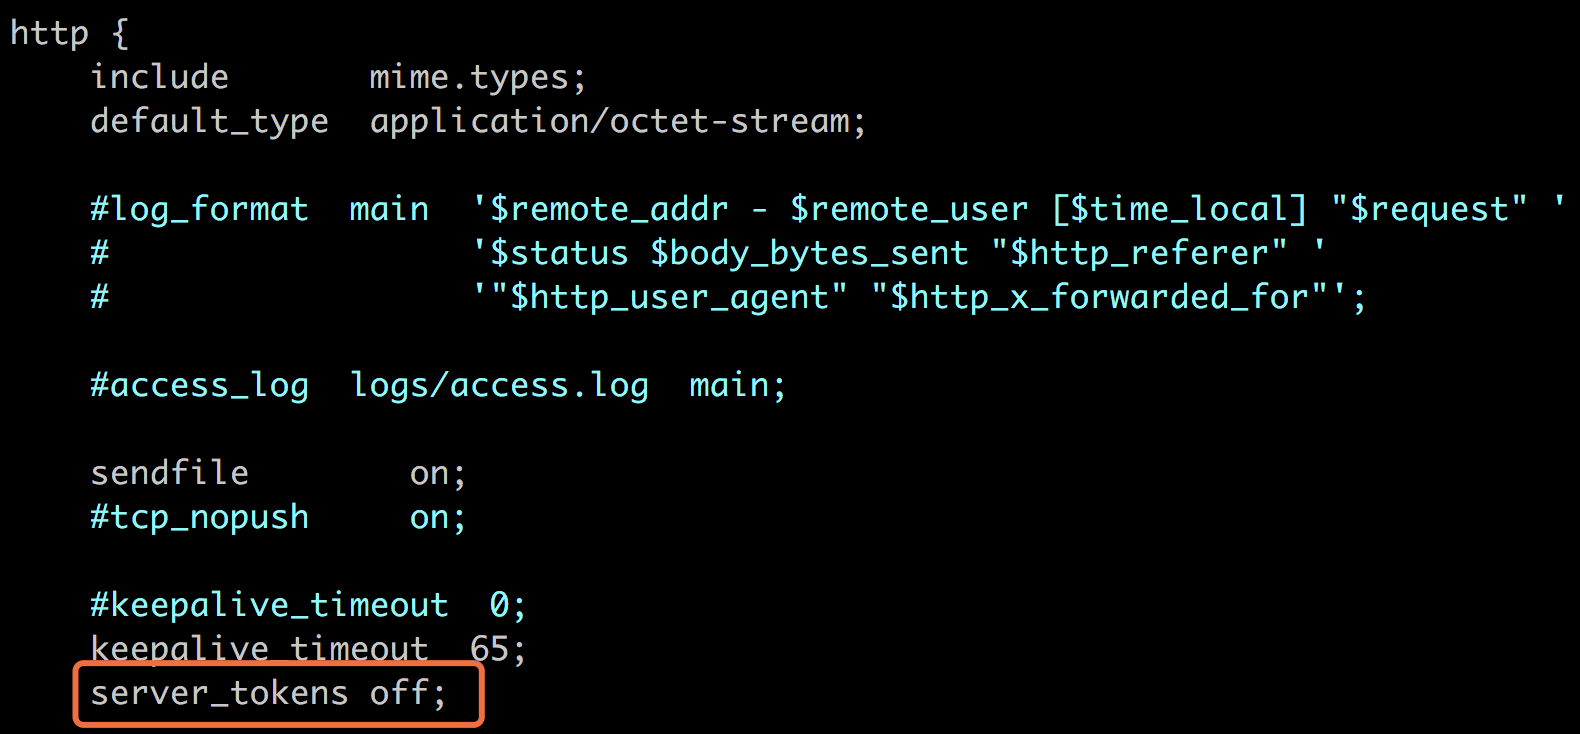 http {
    include       mime.types;
    default_type  application/octet-stream;

    #log_format  main  '$remote_addr - $remote_user [$time_local] "$request" '
    #                  '$status $body_bytes_sent "$http_referer" '
    #                  '"$http_user_agent" "$http_x_forwarded_for"';

    #access_log  logs/access.log  main;

    sendfile        on;
    #tcp_nopush     on;

    #keepalive_timeout  0;
    keepalive_timeout  65;
    server_tokens off;